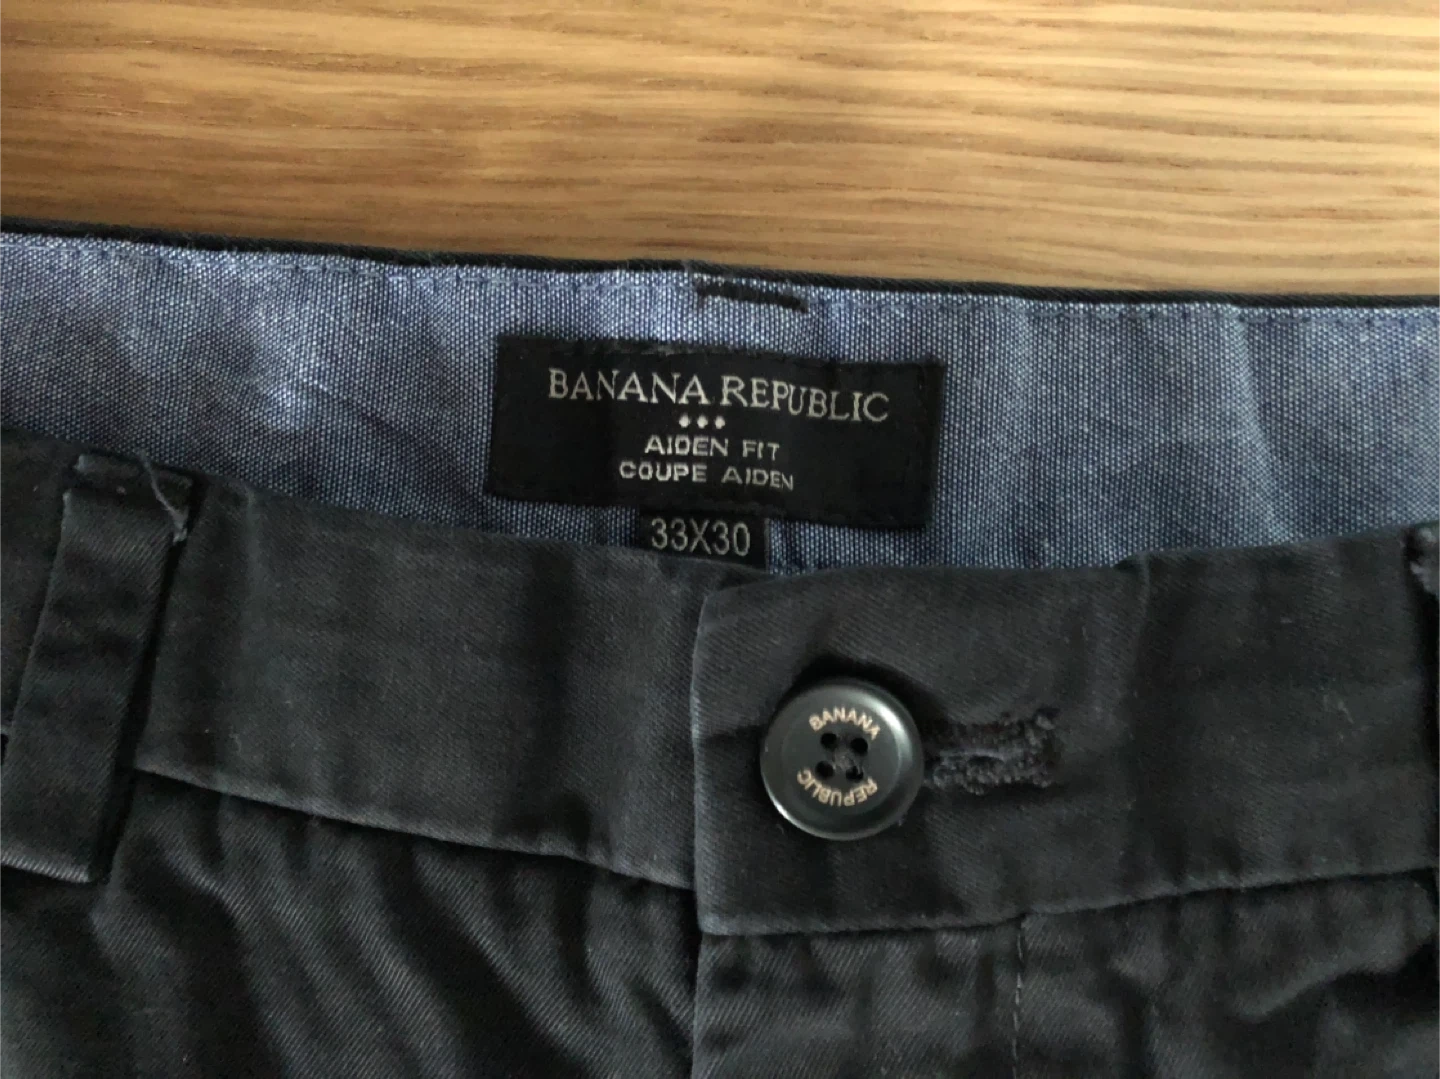 BANANA REPUBLIC
AIDEN FIT
COUPE AIDEN
33X30
BANANA
REPUBLIC